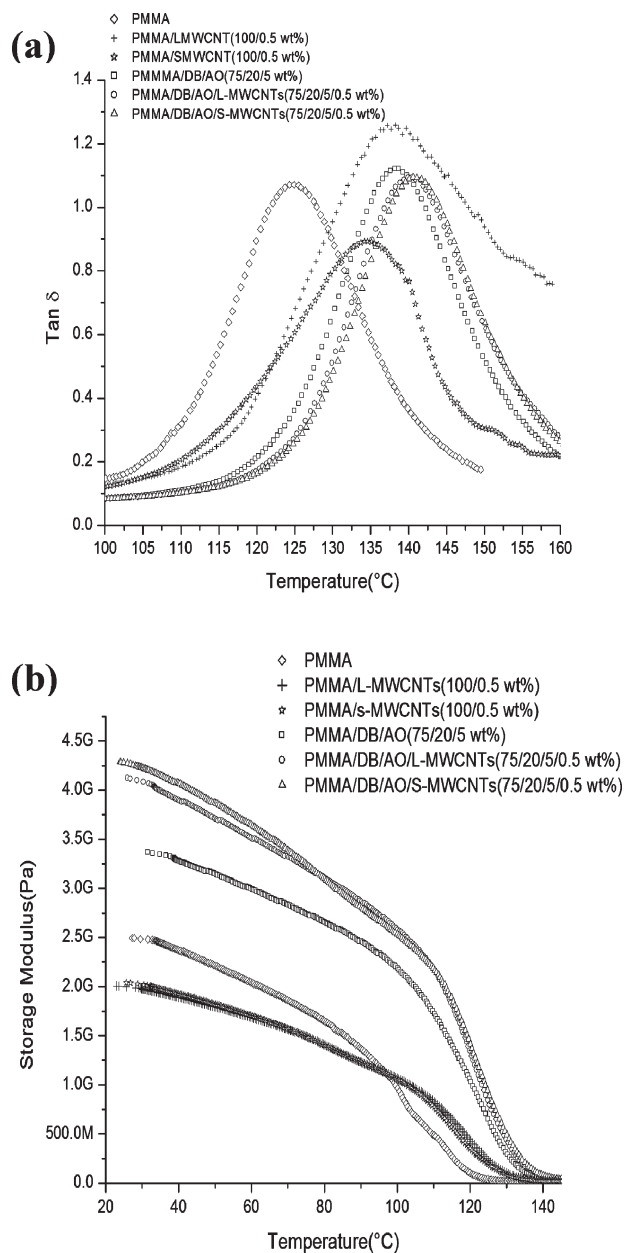 (a)
PMMA
PMMA/LMWCNT(100/0.5 wt%)
PMMA/SMWCNT(100/0.5 wt%)
PMMMA/DB/AO(75/20/5 wt%)
PMMA/DB/AO/L-MWCNTs(75/20/5/0.5 wt%)
PMMA/DB/AO/S-MWCNTs(75/20/5/0.5 wt%)
1.4
1.2
1.0
0.8
0.6
0.4
0.2
0.0
Tan δ
100 105 110 115 120 125 130 135 140 145 150 155 160
Temperature(°C)
(b)
PMMA
PMMA/L-MWCNTs(100/0.5 wt%)
PMMA/s-MWCNTs(100/0.5 wt%)
PMMA/DB/AO(75/20/5 wt%)
PMMA/DB/AO/L-MWCNTs(75/20/5/0.5 wt%)
PMMA/DB/AO/S-MWCNTs(75/20/5/0.5 wt%)
4.5G
4.0G
3.5G
3.0G
2.5G
2.0G
1.5G
1.0G
500.0M
0.0
Storage Modulus(Pa)
20 40 60 80 100 120 140
Temperature(°C)